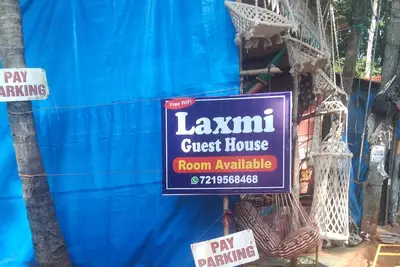 PAY
PARKING
Free WiFi
Laxmi
Guest House
Room Available
7219568468
PAY
PARKING